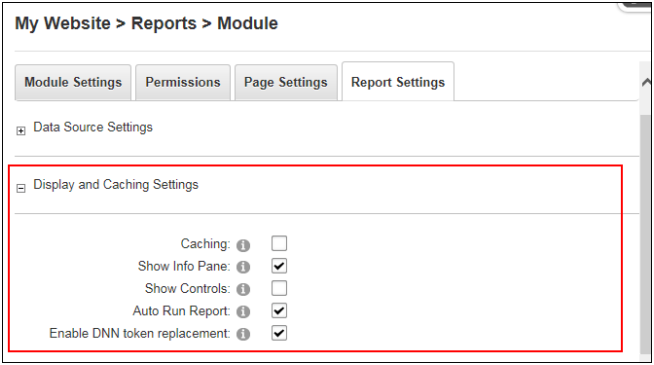 My Website > Reports > Module
Module Settings
Permissions
Page Settings
Report Settings
Data Source Settings
Display and Caching Settings
Caching:
Show Info Pane:
Show Controls:
Auto Run Report:
Enable DNN token replacement: